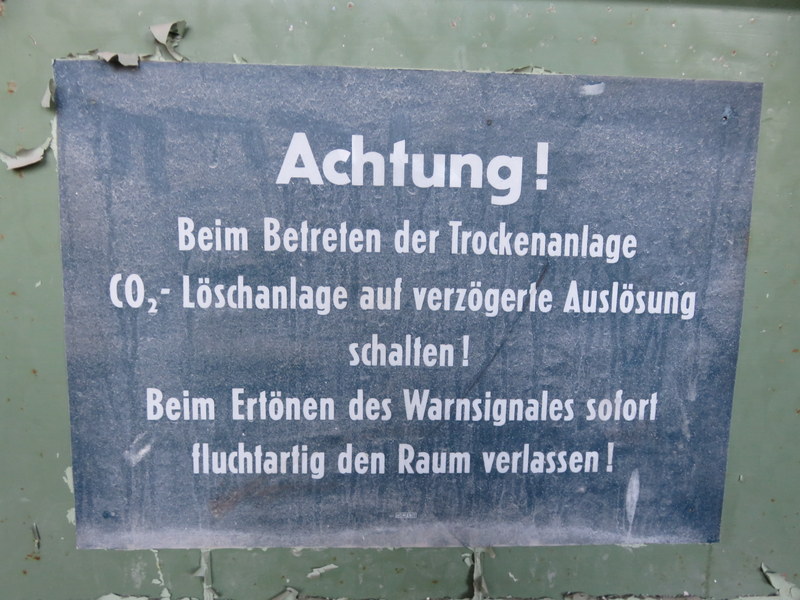 Achtung!
Beim Betreten der Trockenanlage
CO₂- Löschanlage auf verzögerte Auslösung
schalten!
Beim Ertönen des Warnsignales sofort
fluchtartig den Raum verlassen!